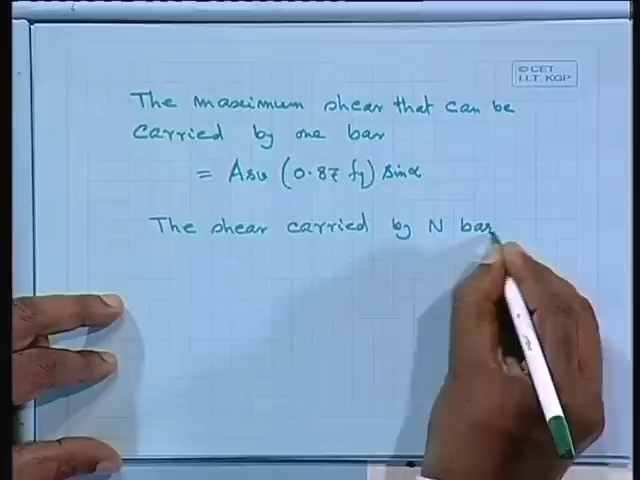 © CET
I.I.T. KGP
The maximum shear that can be
carried by one bar
= Asv (0.87 fy) sinα
The shear carried by N bar